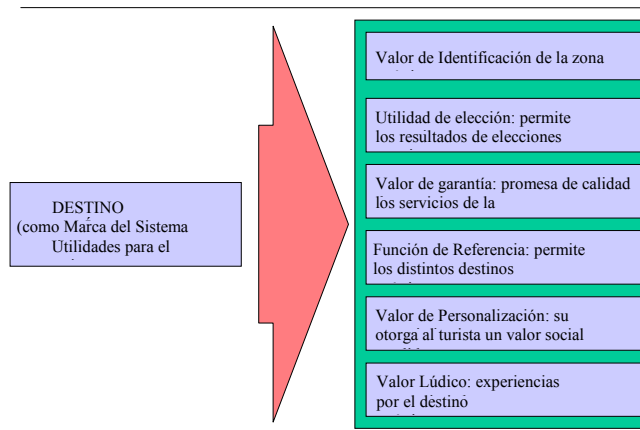 DESTINO
(como Marca del Sistema
Utilidades para el
Valor de Identificación de la zona
Utilidad de elección: permite
los resultados de elecciones
Valor de garantía: promesa de calidad
los servicios de la
Función de Referencia: permite
los distintos destinos
Valor de Personalización: su
otorga al turista un valor social
Valor Lúdico: experiencias
por el destino